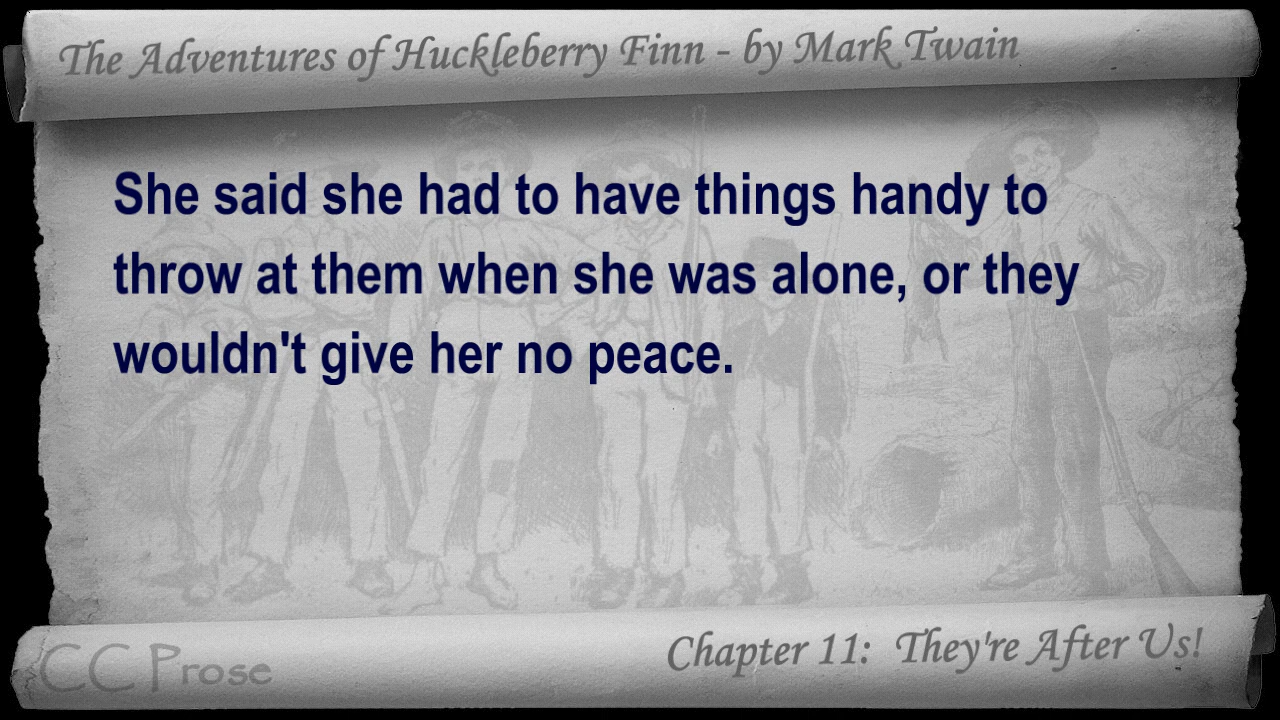 The Adventures of Huckleberry Finn - by Mark Twain
She said she had to have things handy to
throw at them when she was alone, or they
wouldn't give her no peace.
CC Prose
Chapter 11: They're After Us!